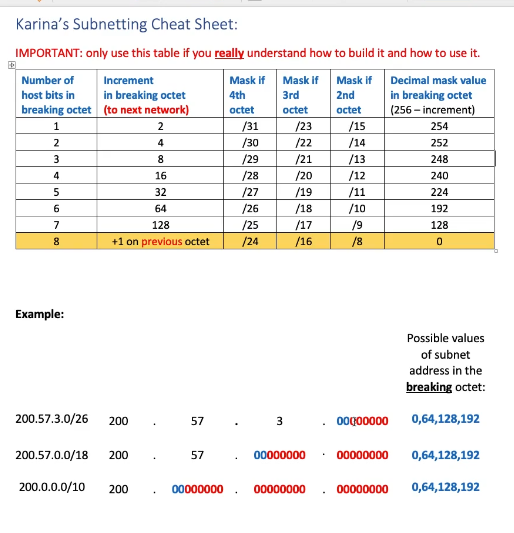 Karina's Subnetting Cheat Sheet:
IMPORTANT: only use this table if you really understand how to build it and how to use it.
Number of host bits in breaking octet | Increment in breaking octet (to next network) | Mask if 4th octet | Mask if 3rd octet | Mask if 2nd octet | Decimal mask value in breaking octet (256 – increment)
1 2 /31 /23 /15 254
2 4 /30 /22 /14 252
3 8 /29 /21 /13 248
4 16 /28 /20 /12 240
5 32 /27 /19 /11 224
6 64 /26 /18 /10 192
7 128 /25 /17 /9 128
8 +1 on previous octet /24 /16 /8 0
Example:
Possible values
of subnet
address in the
breaking octet:
200.57.3.0/26 200 . 57 . 3 . 00000000 0,64,128,192
200.57.0.0/18 200 . 57 . 00000000 . 00000000 0,64,128,192
200.0.0.0/10 200 . 00000000 . 00000000 . 00000000 0,64,128,192